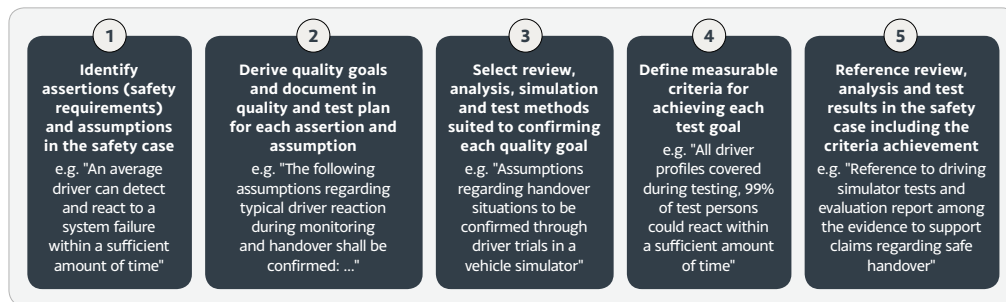 1
Identify
assertions (safety
requirements)
and assumptions
in the safety case
e.g. "An average
driver can detect
and react to a
system failure
within a sufficient
amount of time"
2
Derive quality goals
and document in
quality and test plan
for each assertion and
assumption
e.g. "The following
assumptions regarding
typical driver reaction
during monitoring
and handover shall be
confirmed: ..."
3
Select review,
analysis, simulation
and test methods
suited to confirming
each quality goal
e.g. "Assumptions
regarding handover
situations to be
confirmed through
driver trials in a
vehicle simulator"
4
Define measurable
criteria for
achieving each
test goal
e.g. "All driver
profiles covered
during testing, 99%
of test persons
could react within
a sufficient amount
of time"
5
Reference review,
analysis and test
results in the safety
case including the
criteria achievement
e.g. "Reference to driving
simulator tests and
evaluation report among
the evidence to support
claims regarding safe
handover"